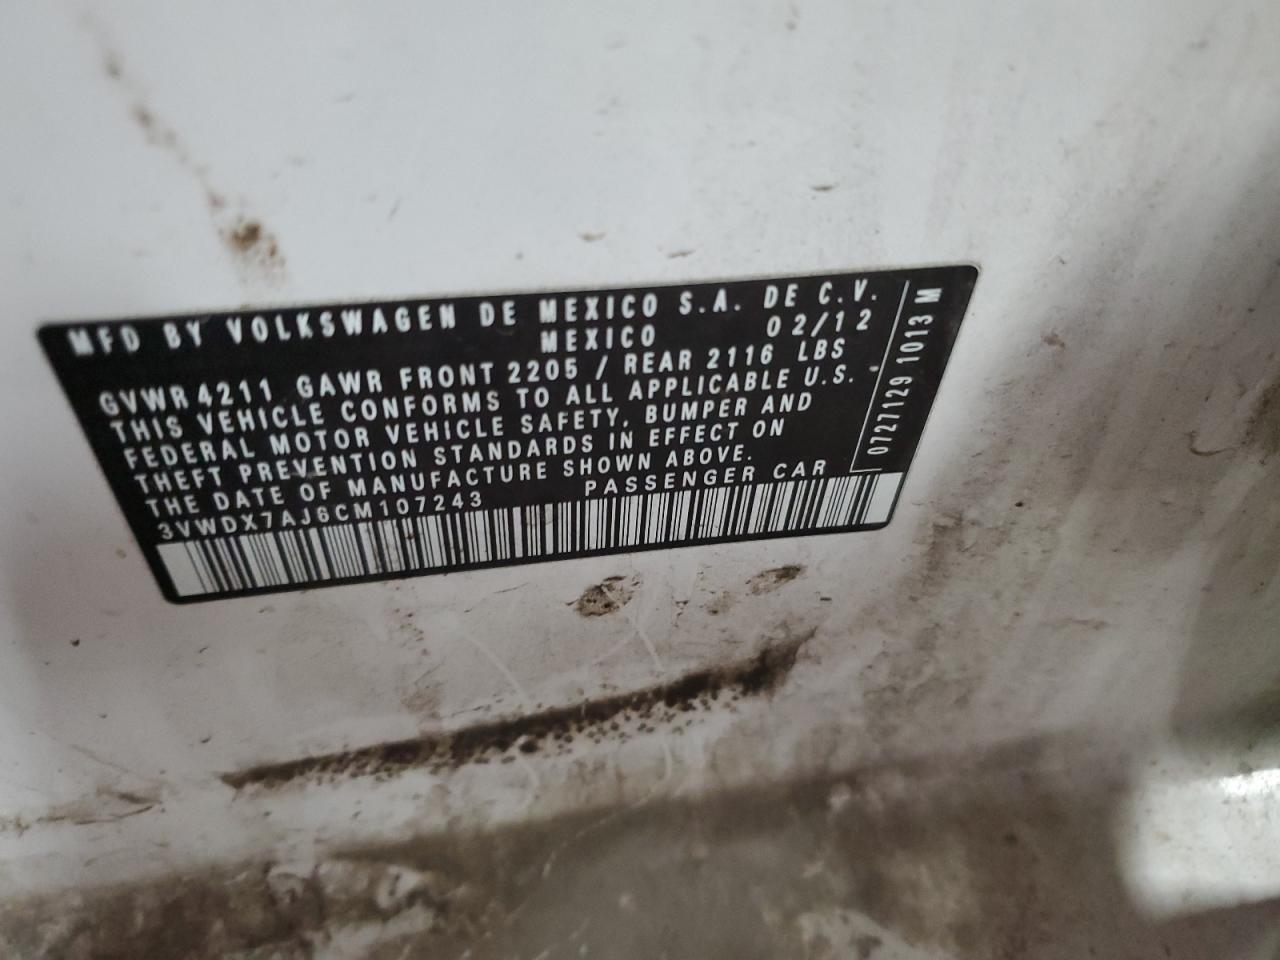 MFD BY VOLKSWAGEN DE MEXICO S.A. DE C.V.
MEXICO 02/12
GVWR 4211 GAWR FRONT 2205 / REAR 2116 LBS
THIS VEHICLE CONFORMS TO ALL APPLICABLE U.S.
FEDERAL MOTOR VEHICLE SAFETY, BUMPER AND
THEFT PREVENTION STANDARDS IN EFFECT ON
THE DATE OF MANUFACTURE SHOWN ABOVE.
3VWDX7AJ6CM107243 PASSENGER CAR
0727129 1013 M